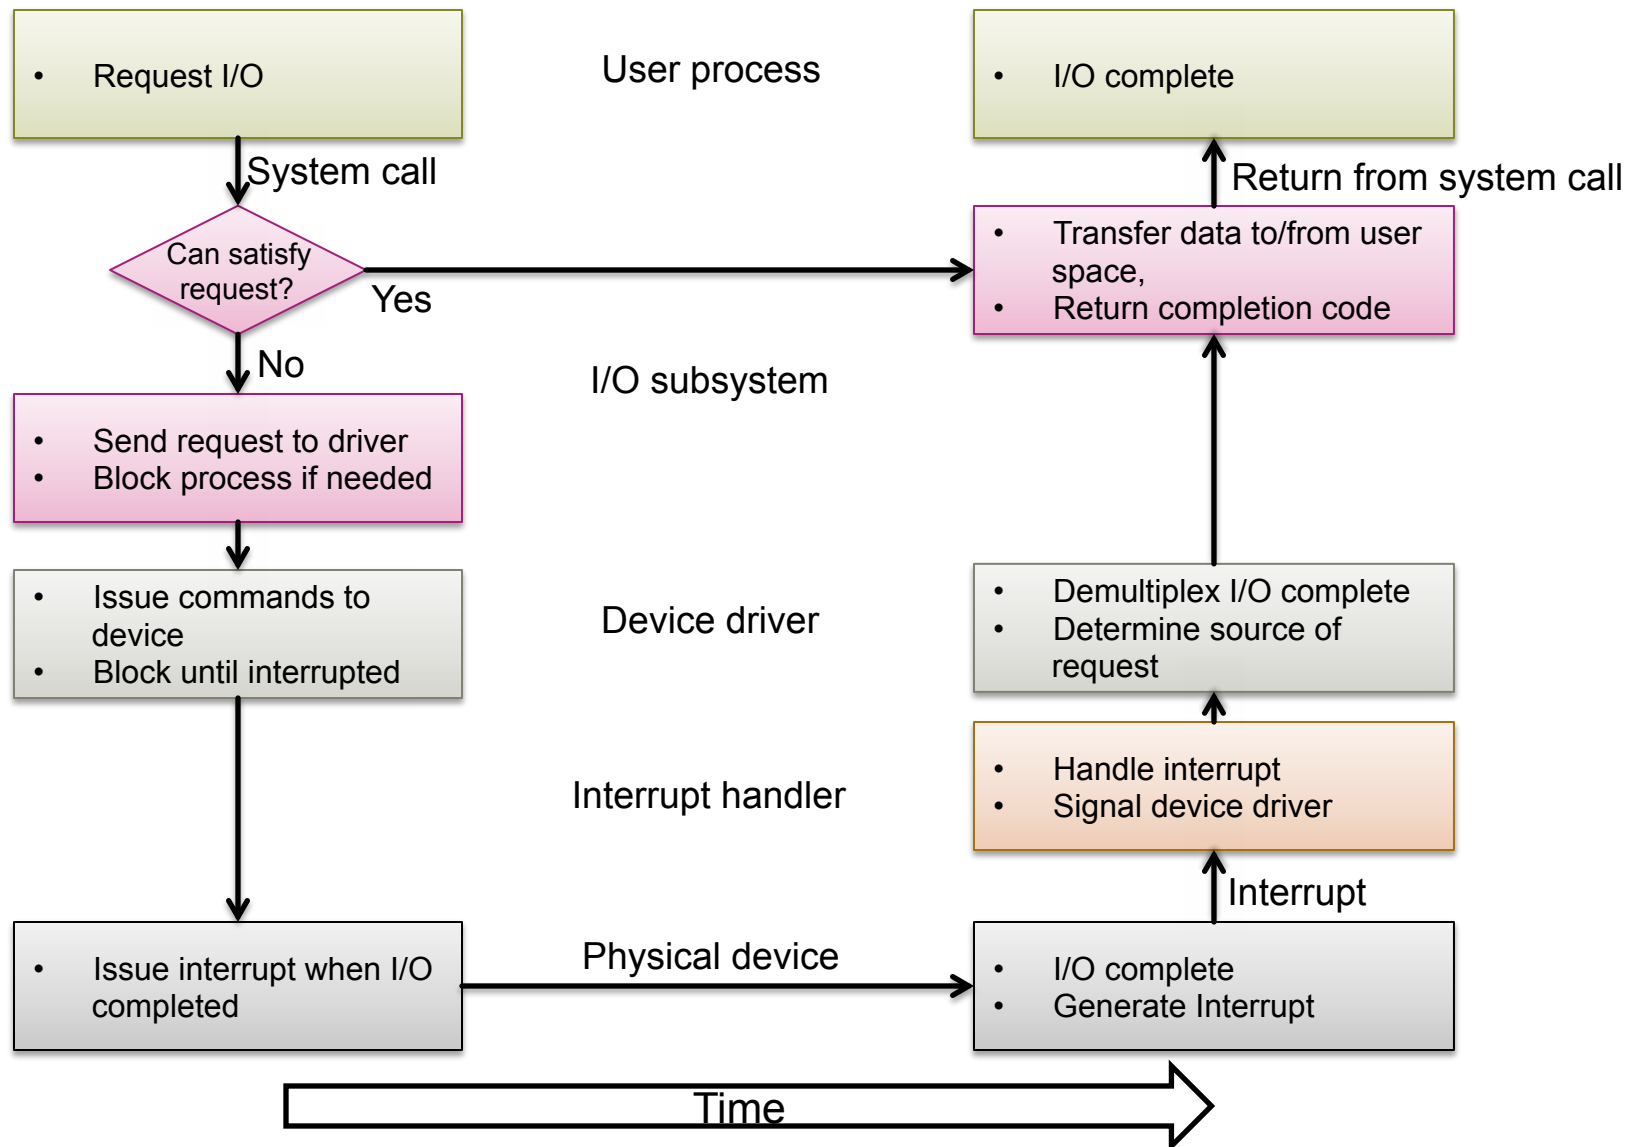 • Request I/O
User process
• I/O complete
System call
Return from system call
Can satisfy
request?
Yes
• Transfer data to/from user
space,
• Return completion code
No
I/O subsystem
• Send request to driver
• Block process if needed
• Issue commands to
device
• Block until interrupted
Device driver
• Demultiplex I/O complete
• Determine source of
request
Interrupt handler
• Handle interrupt
• Signal device driver
Interrupt
• Issue interrupt when I/O
completed
Physical device
• I/O complete
• Generate Interrupt
Time